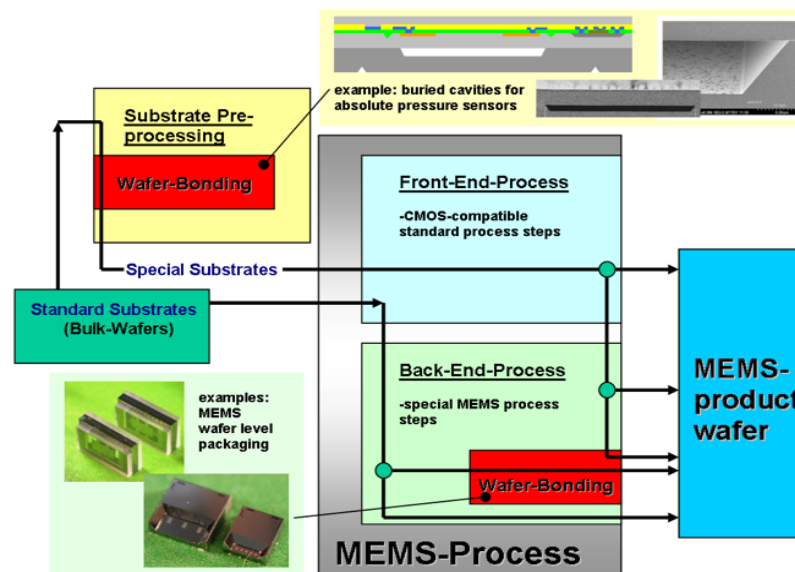 example: buried cavities for
absolute pressure sensors
Substrate Pre-
processing
Wafer-Bonding
Front-End-Process
-CMOS-compatible
standard process steps
Special Substrates
Standard Substrates
(Bulk-Wafers)
MEMS-
product
wafer
Back-End-Process
-special MEMS process
steps
examples:
MEMS
wafer level
packaging
Wafer-Bonding
MEMS-Process